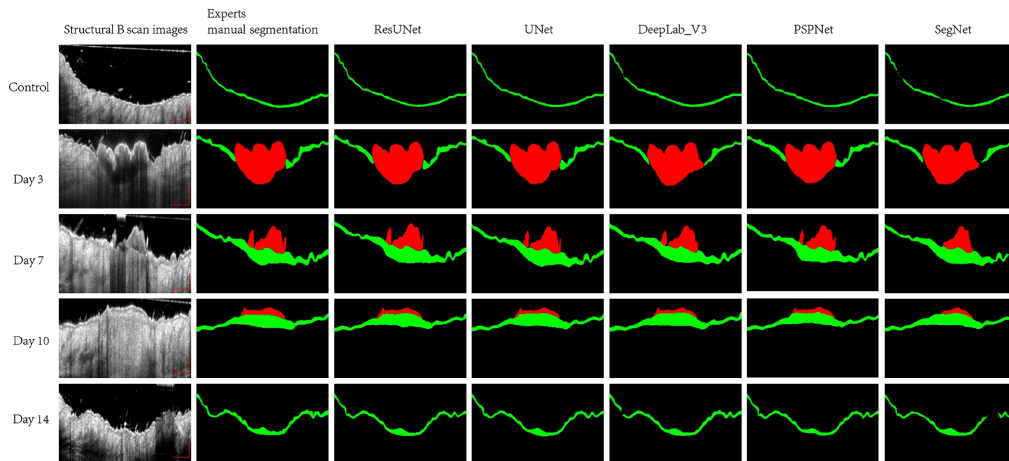 Experts
Structural B scan images manual segmentation ResUNet UNet DeepLab_V3 PSPNet SegNet
Control
Day 3
Day 7
Day 10
Day 14